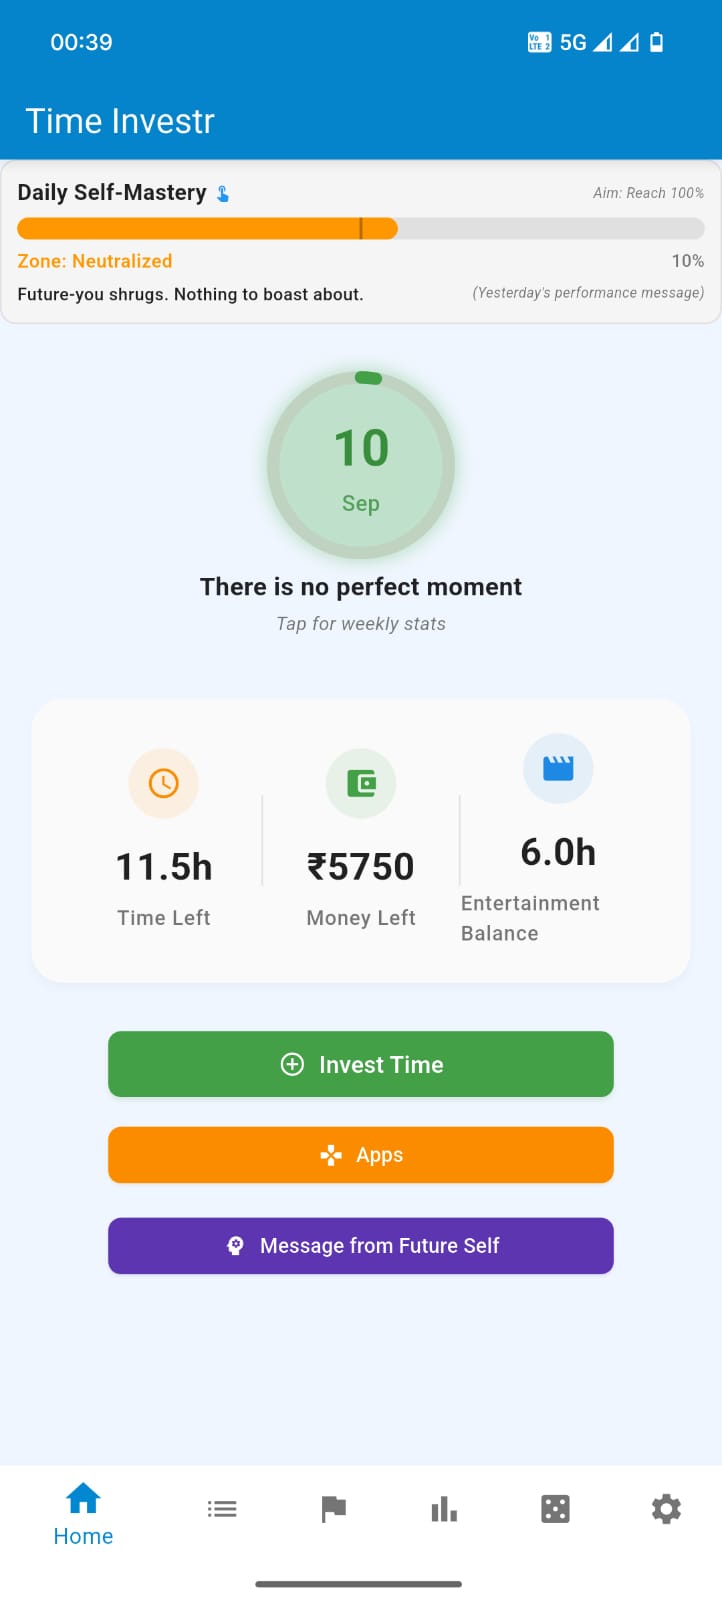 00:39
Vo 1
LTE 2
5G
Time Investr
Daily Self-Mastery
Aim: Reach 100%
Zone: Neutralized
10%
Future-you shrugs. Nothing to boast about.
(Yesterday's performance message)
10
Sep
There is no perfect moment
Tap for weekly stats
11.5h
Time Left
₹5750
Money Left
6.0h
Entertainment
Balance
Invest Time
Apps
Message from Future Self
Home